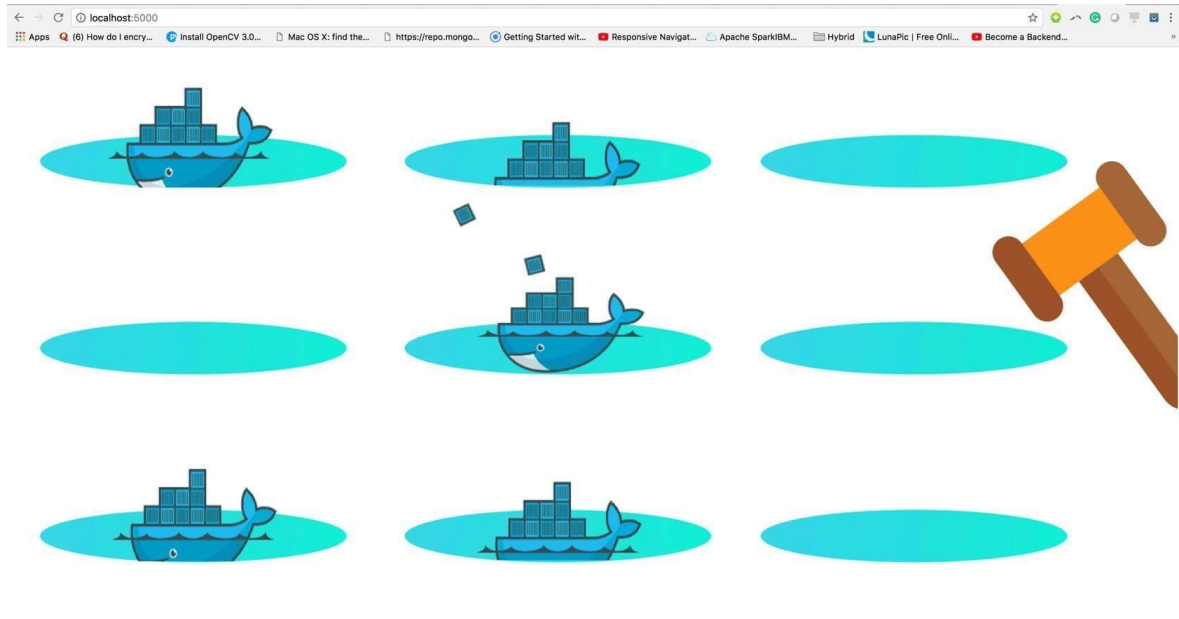 localhost:5000
Apps (6) How do I encry... Install OpenCV 3.0... Mac OS X: find the... https://repo.mongo... Getting Started wit... Responsive Navigat... Apache SparkIBM... Hybrid LunaPic | Free Onli... Become a Backend... »